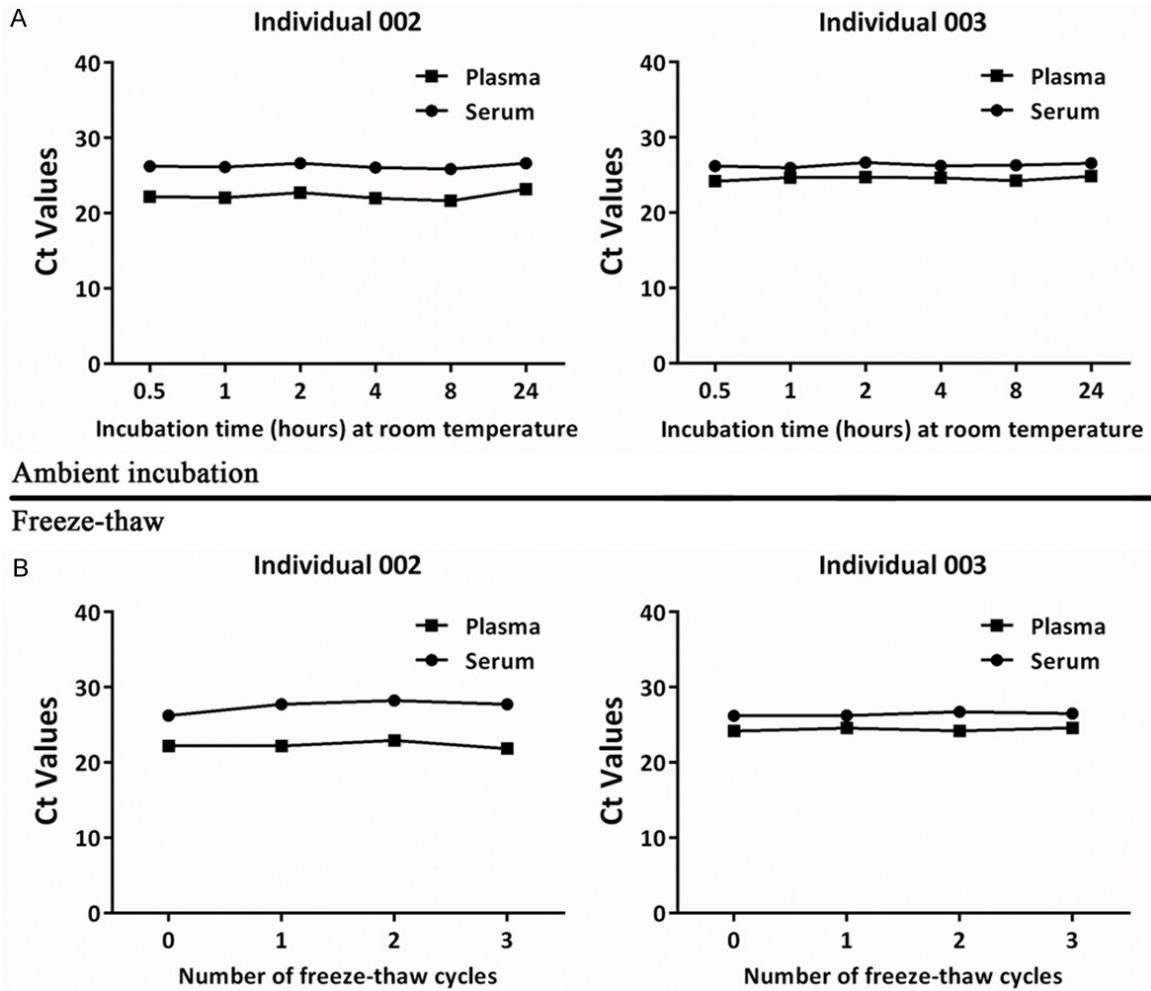 A
Individual 002
Individual 003
40
30
20
10
0
Ct Values
Plasma
Serum
0.5 1 2 4 8 24
Incubation time (hours) at room temperature
40
30
20
10
0
Ct Values
Plasma
Serum
0.5 1 2 4 8 24
Incubation time (hours) at room temperature
Ambient incubation
Freeze-thaw
B
Individual 002
Individual 003
40
30
20
10
0
Ct Values
Plasma
Serum
0 1 2 3
Number of freeze-thaw cycles
40
30
20
10
0
Ct Values
Plasma
Serum
0 1 2 3
Number of freeze-thaw cycles